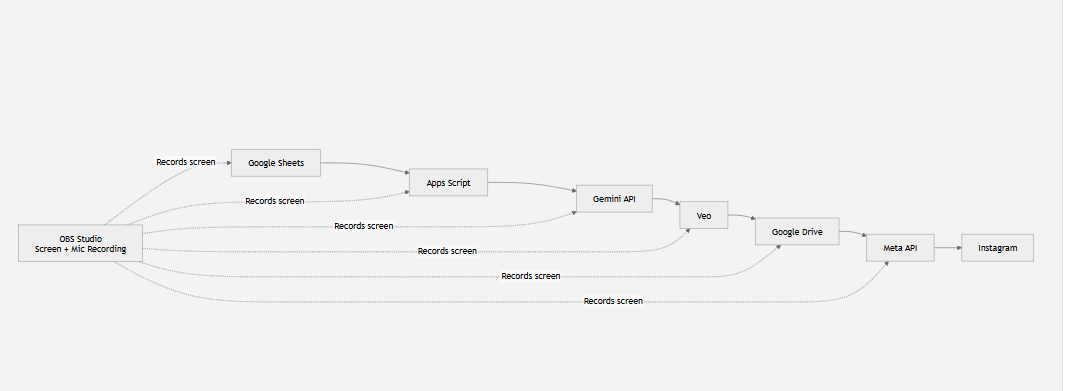 Records screen
Google Sheets
Records screen
Apps Script
Records screen
Gemini API
Records screen
Veo
Records screen
Google Drive
Records screen
Meta API
Instagram
OBS Studio
Screen + Mic Recording